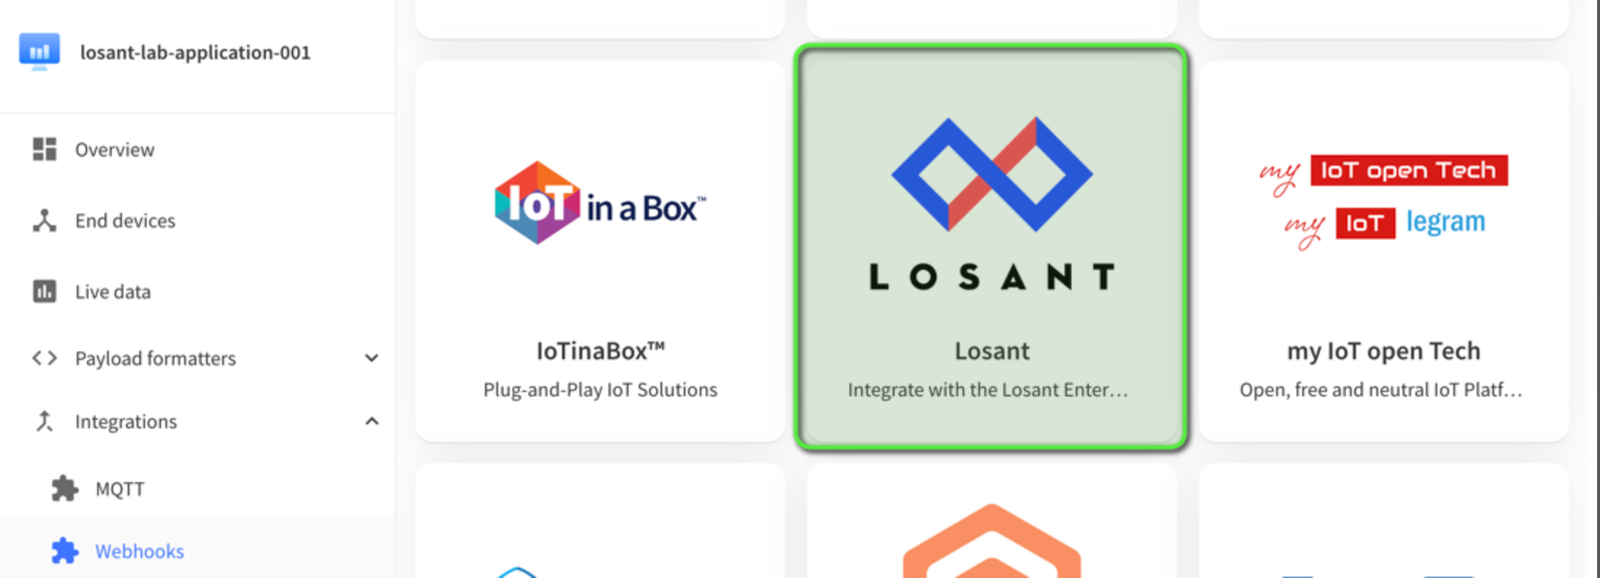 losant-lab-application-001
Overview
End devices
Live data
Payload formatters
Integrations
MQTT
Webhooks
IoT in a Box™
IoTinaBox™
Plug-and-Play IoT Solutions
LOSANT
Losant
Integrate with the Losant Enter...
my IoT open Tech
my IoT legram
my IoT open Tech
Open, free and neutral IoT Platf...